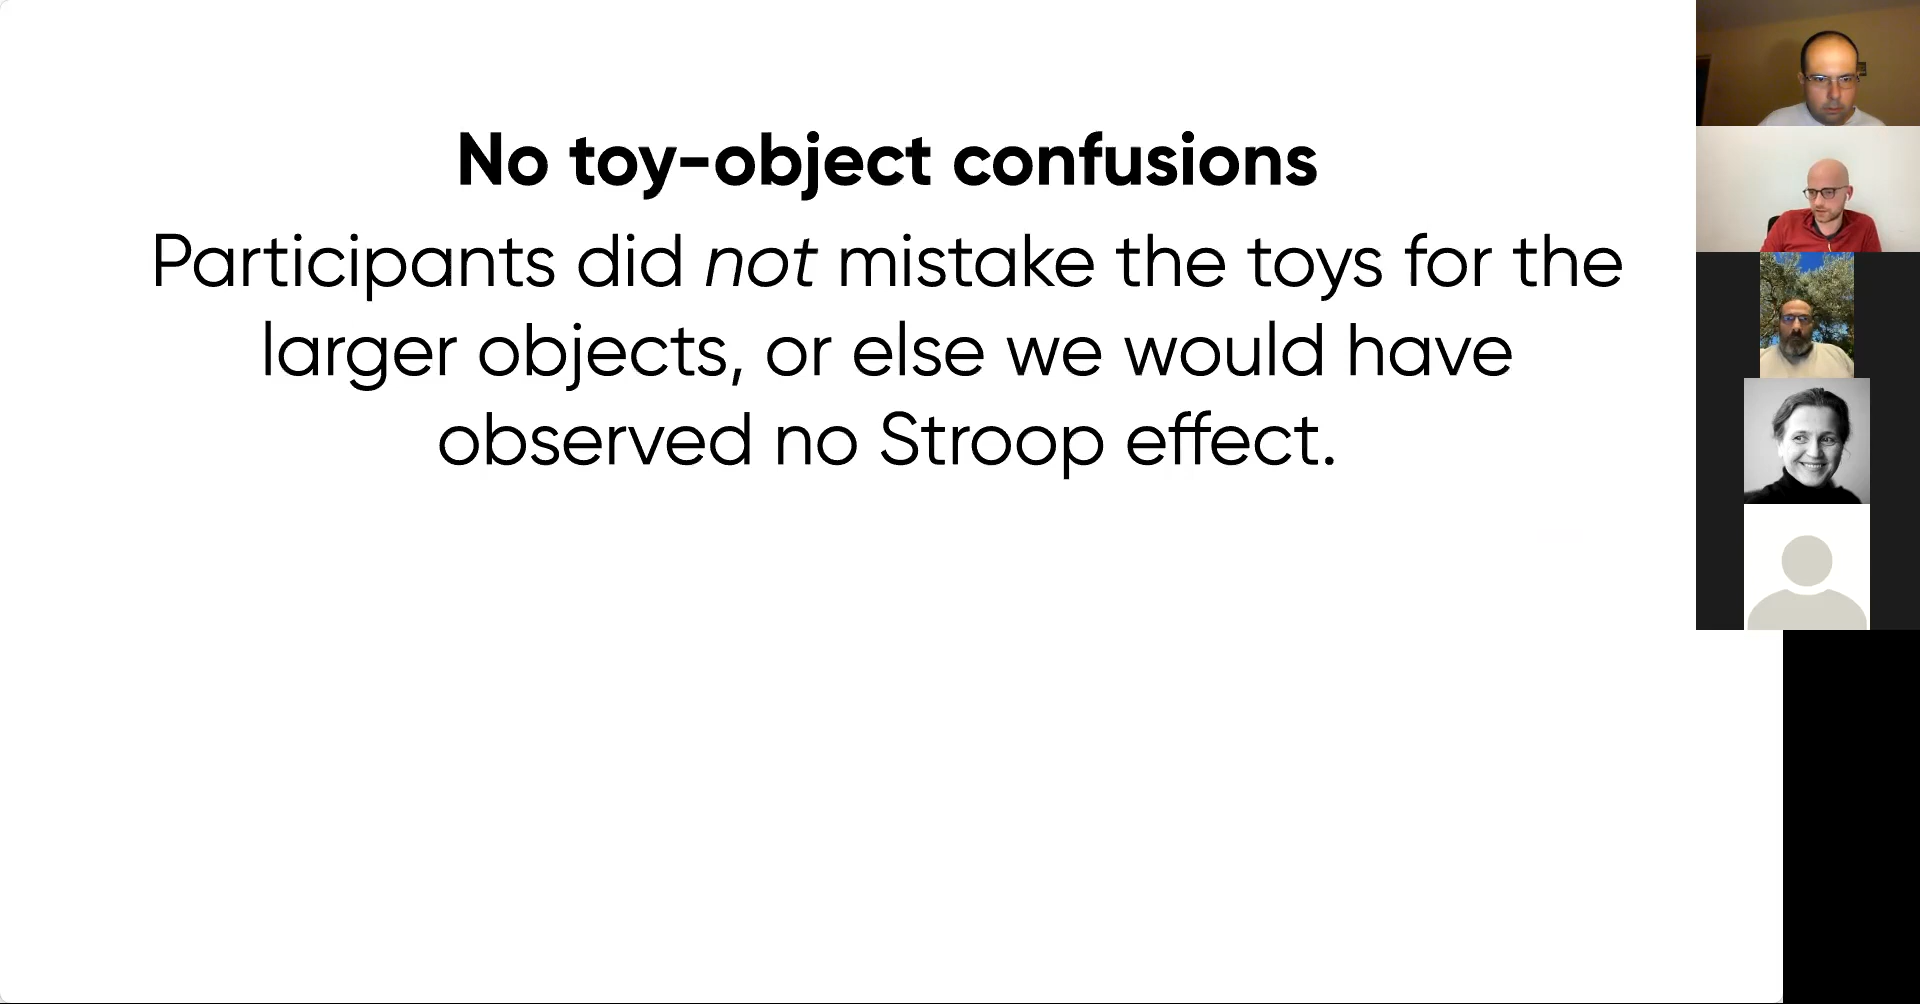 No toy-object confusions
Participants did not mistake the toys for the
larger objects, or else we would have
observed no Stroop effect.